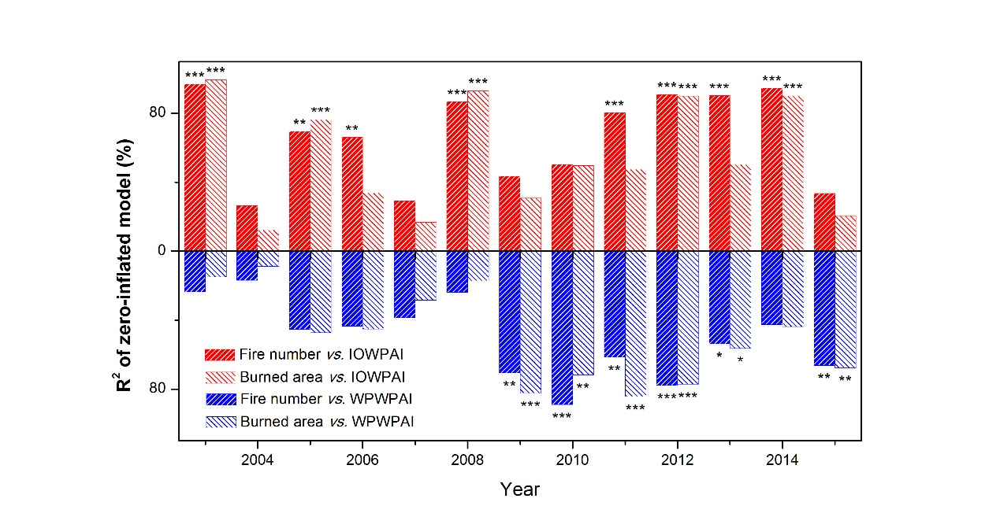 *** ***
** *** **
*** ***
***
*** *** ***
*** ***
80
0
80
R² of zero-inflated model (%)
Fire number vs. IOWPAI
Burned area vs. IOWPAI
Fire number vs. WPWPAI
Burned area vs. WPWPAI
** ***
*** **
** ***
*** ***
* *
** **
2004 2006 2008 2010 2012 2014
Year